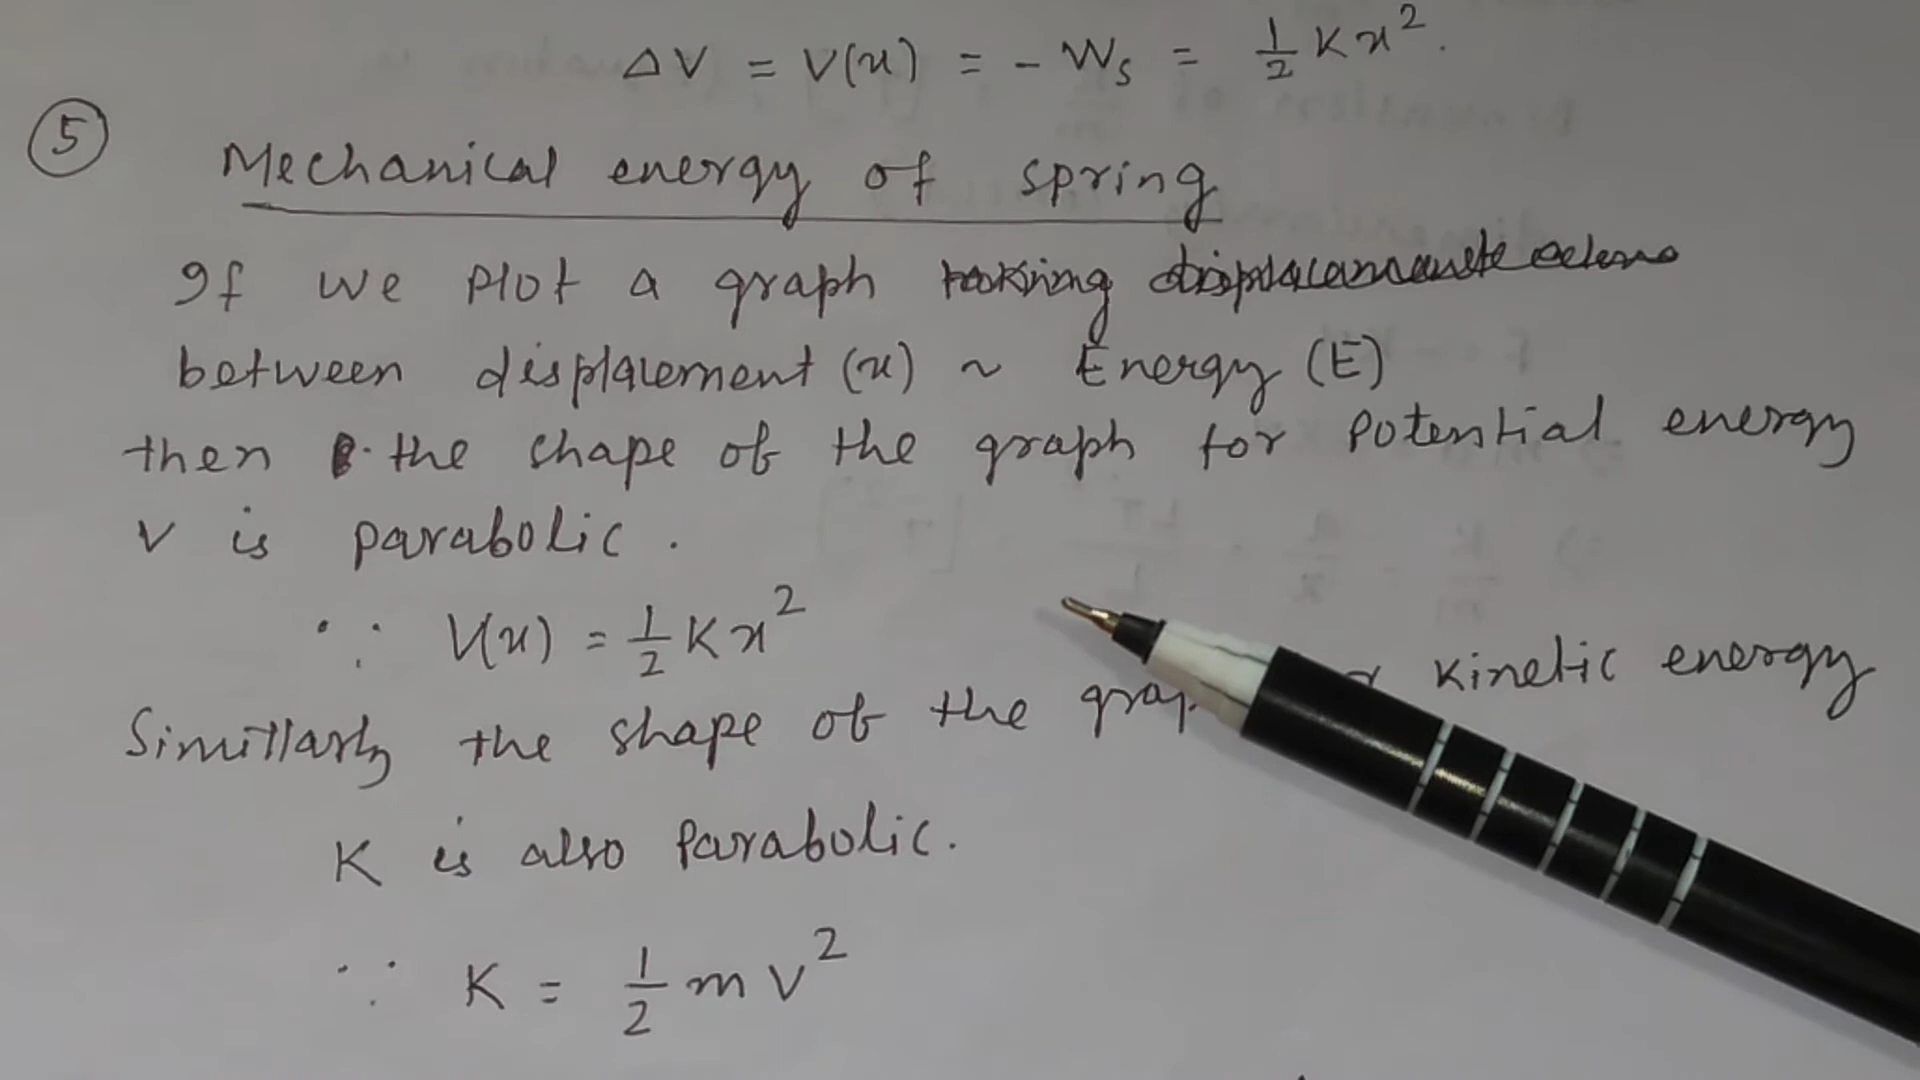 ΔV = V(x) = - Ws = 1/2 Kx².
5
Mechanical energy of spring
If we plot a graph
between displacement (x) ~ Energy (E)
then the shape of the graph for potential energy
V is parabolic.
∵ V(x) = 1/2 Kx²
Simillarly the shape of the grap kinetic energy
K is also parabolic.
∵ K = 1/2 mv²